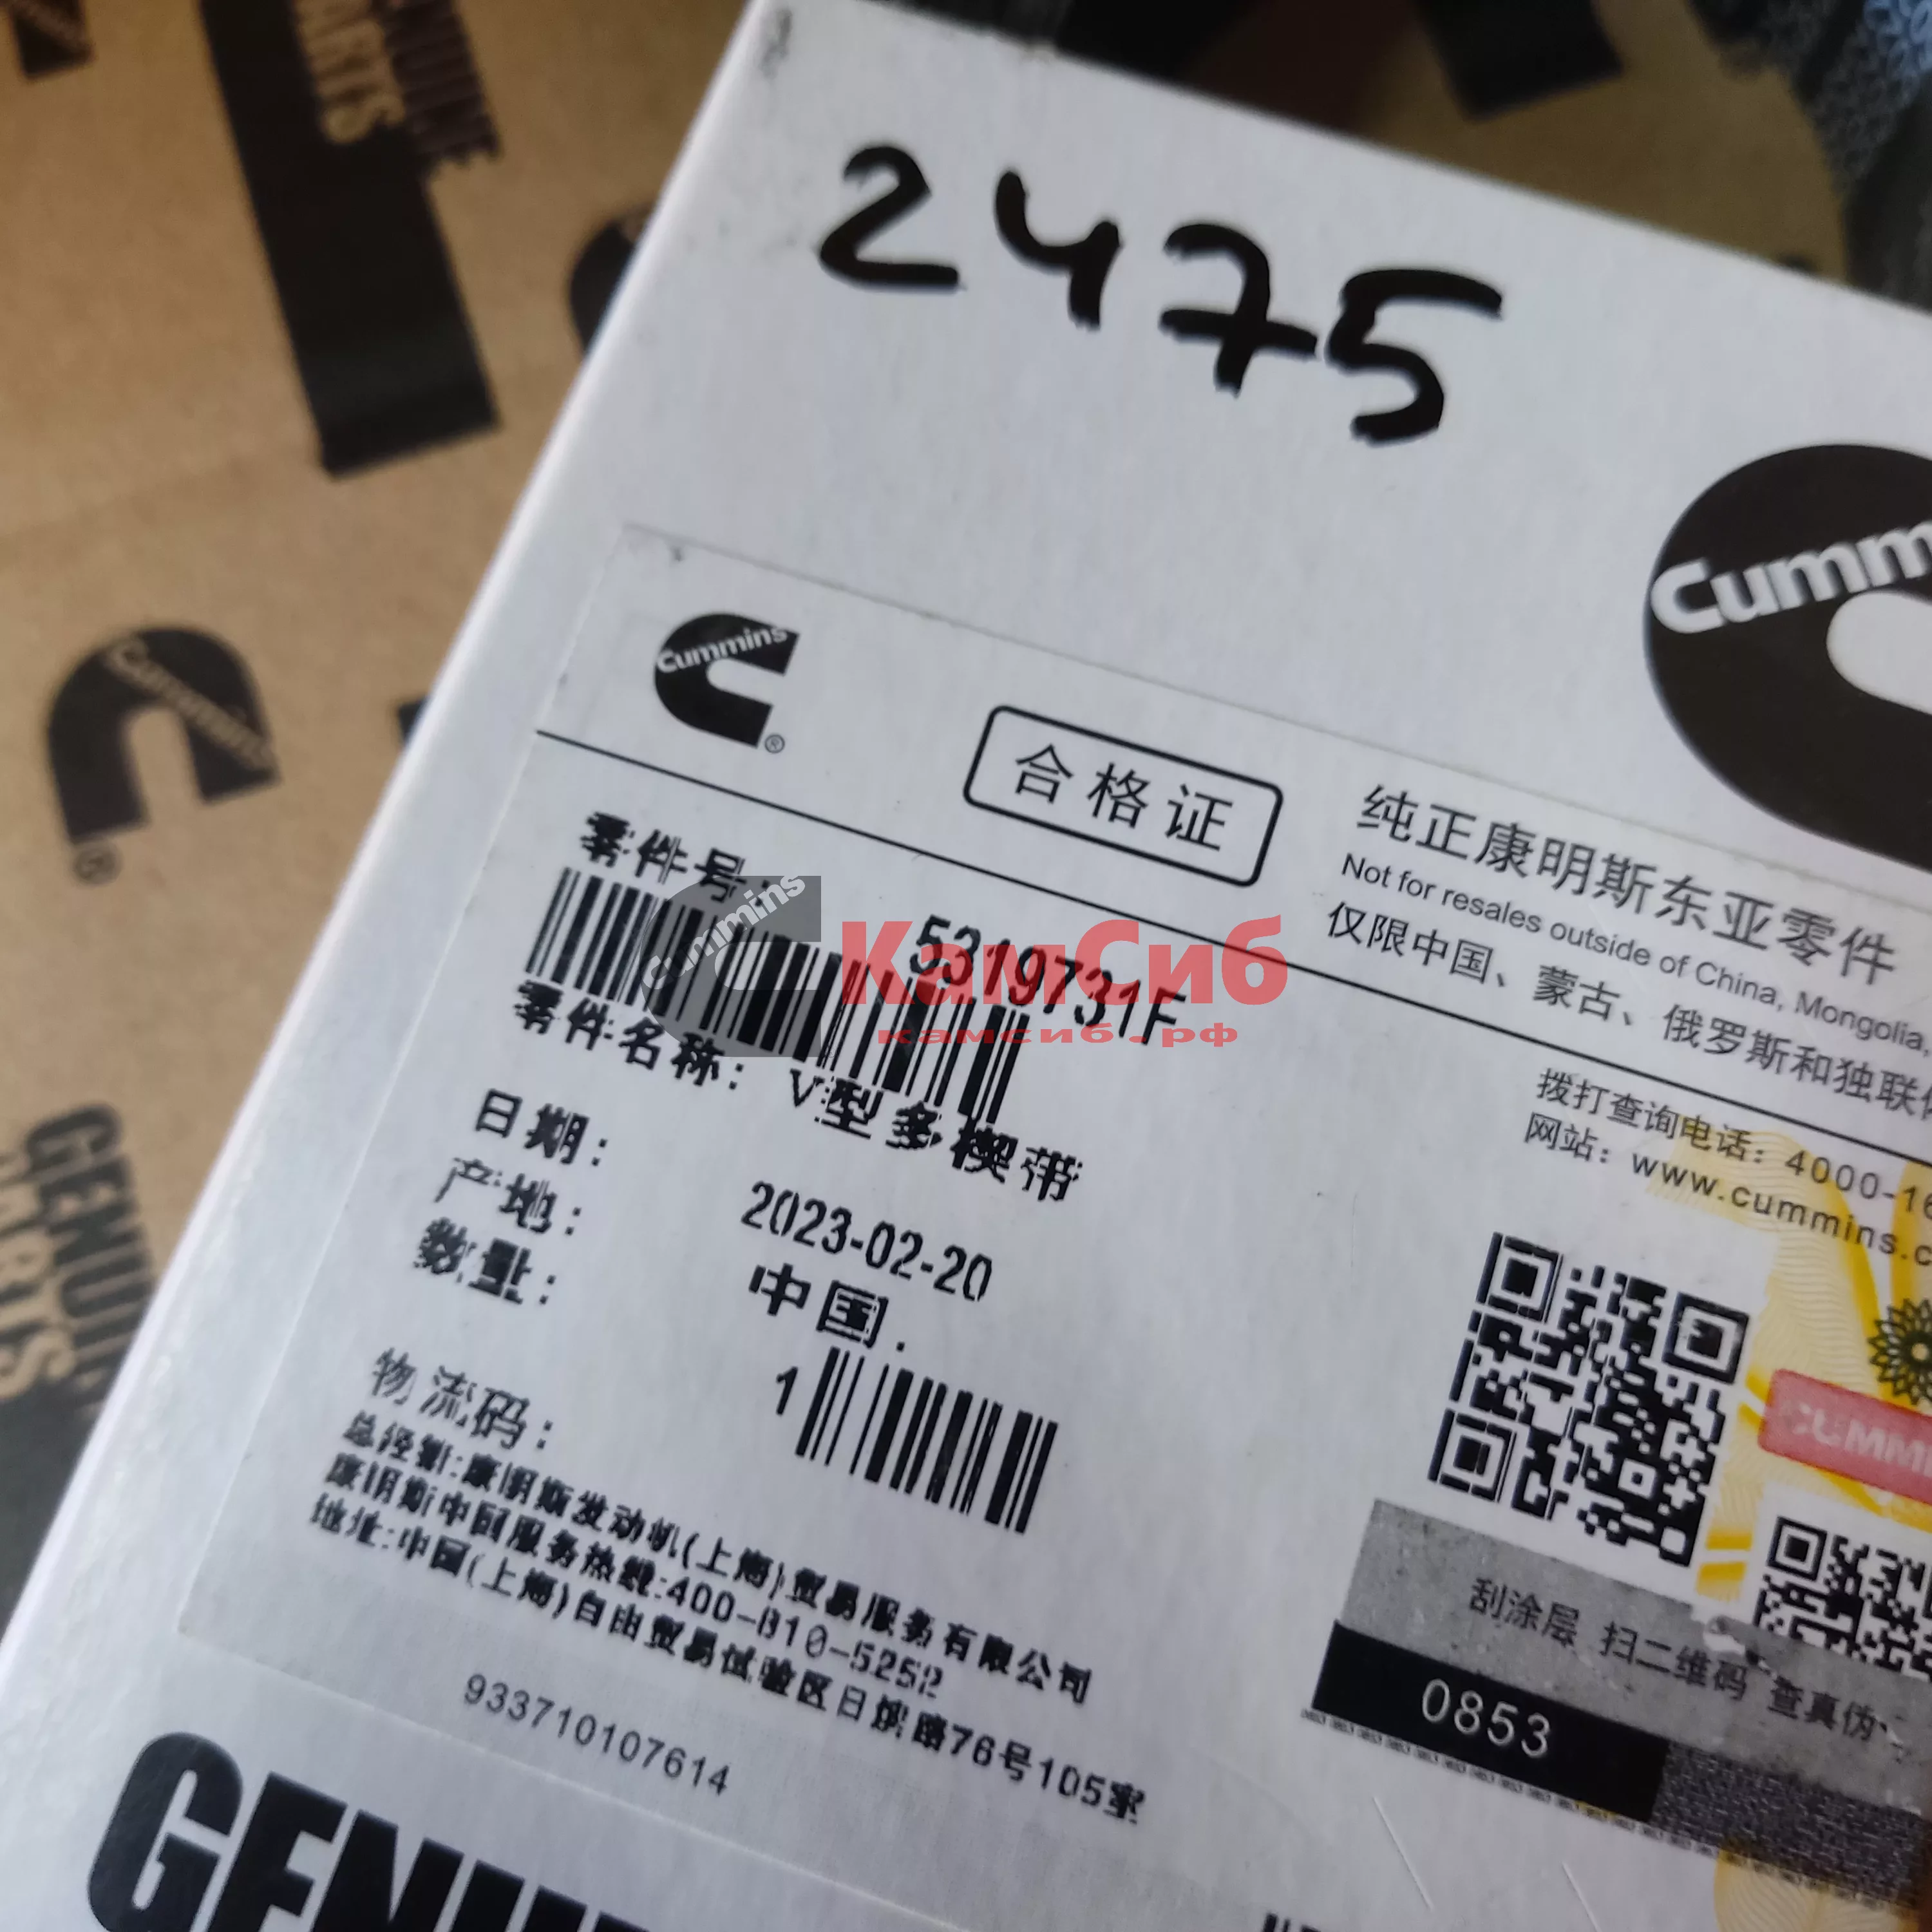 GENUINE
PARTS
2475
Cummins
Cummins
®
合格证
纯正康明斯东亚零件
Not for resales outside of China, Mongolia,
仅限中国、蒙古、俄罗斯和独联
零件号:
5319731F
零件名称: V型多楔带
日期: 2023-02-20
产地: 中国.
数量: 1
物流码:
总经销:康明斯发动机(上海)贸易服务有限公司
康明斯中国服务热线:400-810-5252
地址:中国(上海)自由贸易试验区日滨路76号105室
933710107614
拨打查询电话: 4000-16
网站: www.cummins.c
刮涂层 扫二维码 查真伪
0853
GENUINE
Cummins
®
GENUINE
PARTS
Cummins
КамСиб
камсиб.рф